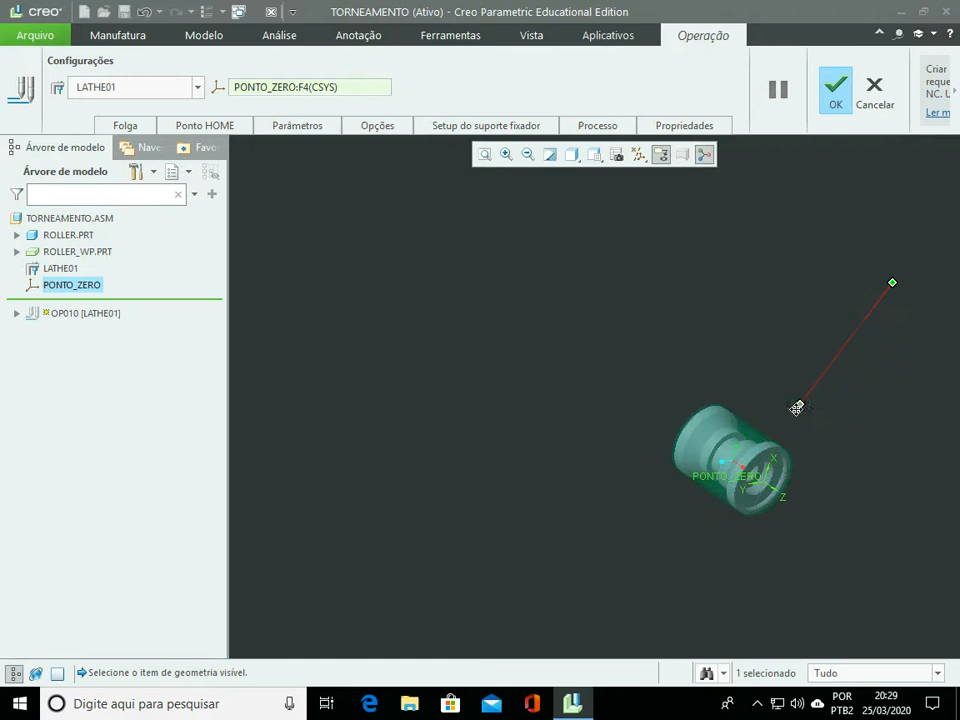 creo
TORNEAMENTO (Ativo) - Creo Parametric Educational Edition
Arquivo
Manufatura
Modelo
Análise
Anotação
Ferramentas
Vista
Aplicativos
Operação
Configurações
LATHE01
PONTO_ZERO:F4(CSYS)
OK
Cancelar
Criar
reque
NC. U
Ler m
Folga
Ponto HOME
Parâmetros
Opções
Setup do suporte fixador
Processo
Propriedades
Árvore de modelo
Nave
Favo
Árvore de modelo
TORNEAMENTO.ASM
ROLLER.PRT
ROLLER_WP.PRT
LATHE01
PONTO_ZERO
OP010 [LATHE01]
X
PONTO_ZERO
Y
Z
Selecione o item de geometria visível.
1 selecionado
Tudo
Digite aqui para pesquisar
POR
PTB2
20:29
25/03/2020